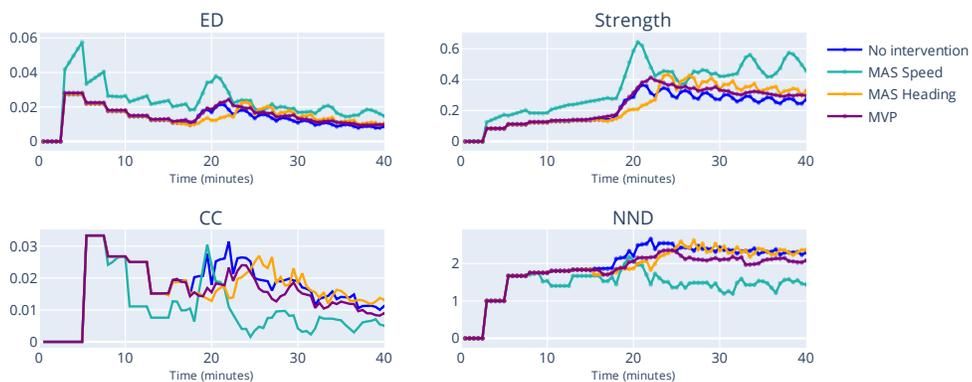 ED
0.06
0.04
0.02
0
0
10
20
30
40
Time (minutes)
Strength
0.6
0.4
0.2
0
0
10
20
30
40
Time (minutes)
No intervention
MAS Speed
MAS Heading
MVP
CC
0.03
0.02
0.01
0
0
10
20
30
40
Time (minutes)
NND
2
1
0
0
10
20
30
40
Time (minutes)